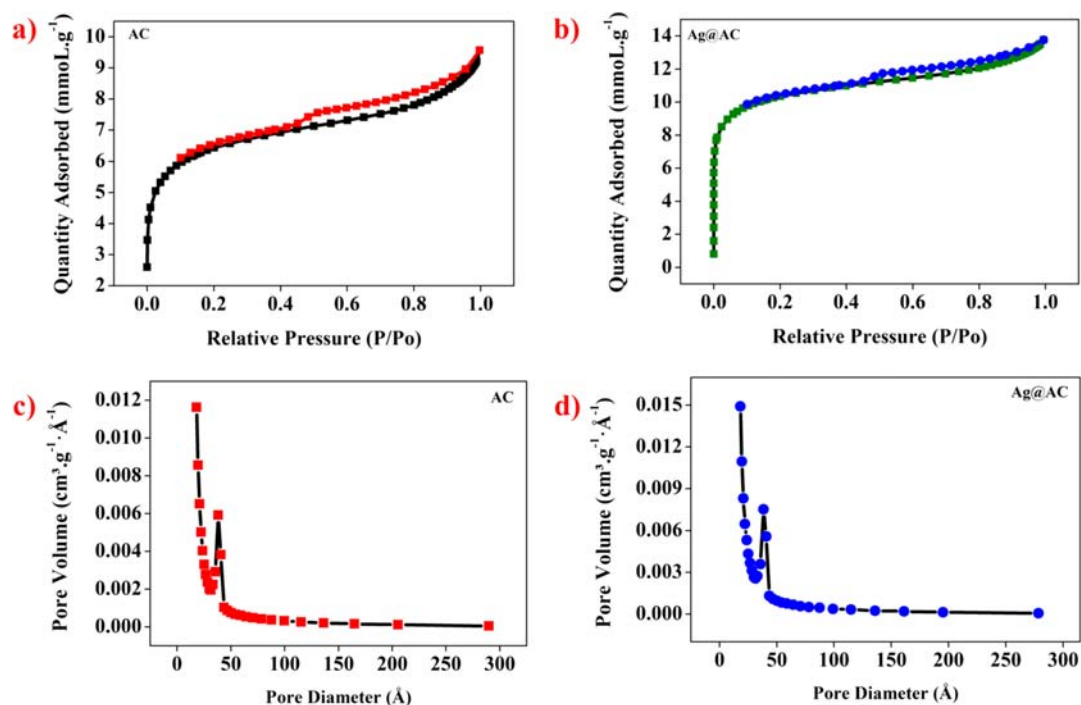 a)
AC
Quantity Adsorbed (mmoL.g⁻¹)
10
9
8
7
6
5
4
3
2
0.0 0.2 0.4 0.6 0.8 1.0
Relative Pressure (P/Po)
b)
Ag@AC
Quantity Adsorbed (mmoL.g⁻¹)
14
12
10
8
6
4
2
0
0.0 0.2 0.4 0.6 0.8 1.0
Relative Pressure (P/Po)
c)
AC
Pore Volume (cm³.g⁻¹·Å⁻¹)
0.012
0.010
0.008
0.006
0.004
0.002
0.000
0 50 100 150 200 250 300
Pore Diameter (Å)
d)
Ag@AC
Pore Volume (cm³.g⁻¹·Å⁻¹)
0.015
0.012
0.009
0.006
0.003
0.000
0 50 100 150 200 250 300
Pore Diameter (Å)